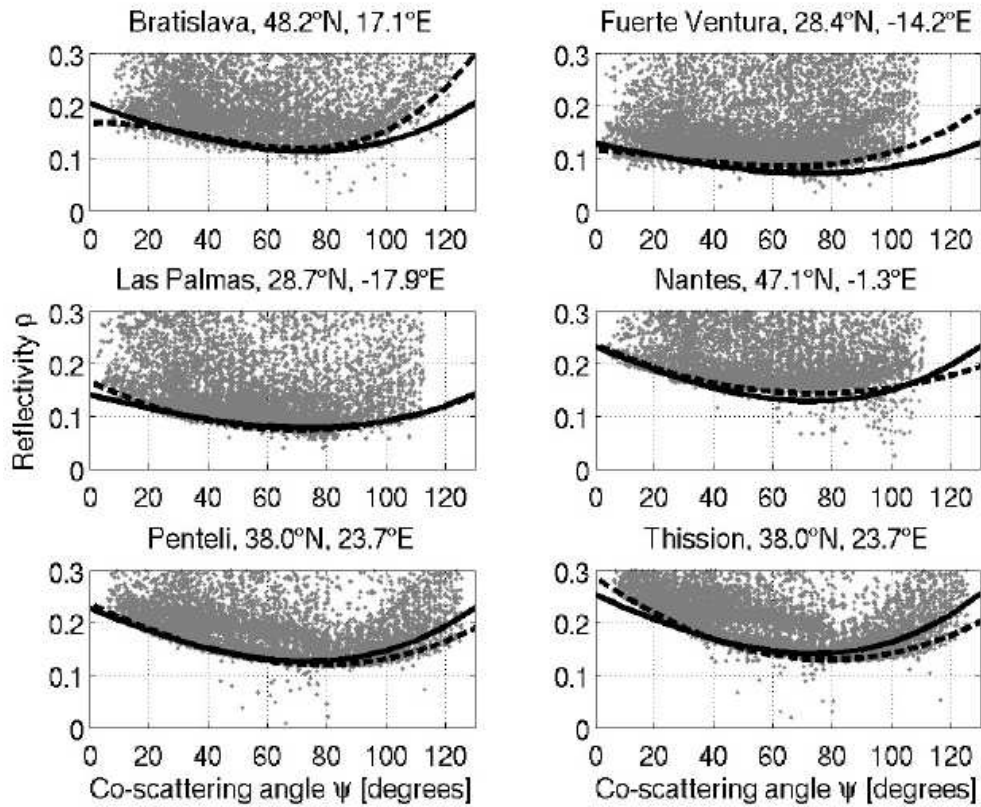 Bratislava, 48.2°N, 17.1°E
0.3
0.2
0.1
0
0 20 40 60 80 100 120
Fuerte Ventura, 28.4°N, -14.2°E
0.3
0.2
0.1
0
0 20 40 60 80 100 120
Las Palmas, 28.7°N, -17.9°E
Reflectivity ρ
0.3
0.2
0.1
0
0 20 40 60 80 100 120
Nantes, 47.1°N, -1.3°E
0.3
0.2
0.1
0
0 20 40 60 80 100 120
Penteli, 38.0°N, 23.7°E
0.3
0.2
0.1
0
0 20 40 60 80 100 120
Co-scattering angle Ψ [degrees]
Thission, 38.0°N, 23.7°E
0.3
0.2
0.1
0
0 20 40 60 80 100 120
Co-scattering angle Ψ [degrees]